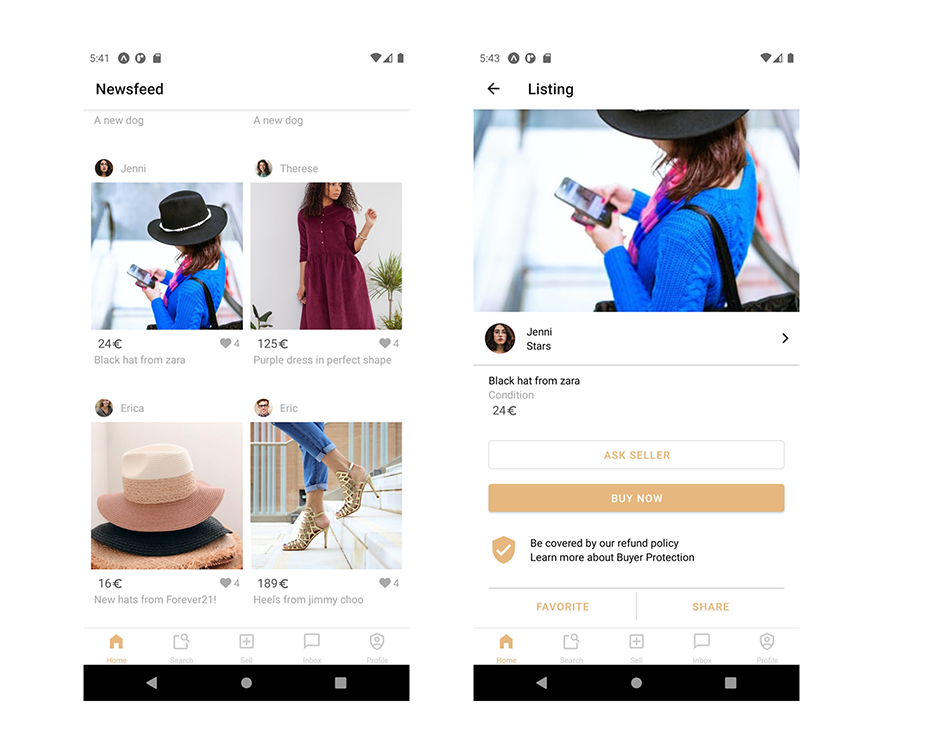 5:41
Newsfeed
A new dog
A new dog
Jenni
Therese
24€
4
125€
4
Black hat from zara
Purple dress in perfect shape
Erica
Eric
16€
4
189€
4
New hats from Forever21!
Heels from jimmy choo
Home
Search
Sell
Inbox
Profile
5:43
Listing
Jenni
Stars
Black hat from zara
Condition
24€
ASK SELLER
BUY NOW
Be covered by our refund policy
Learn more about Buyer Protection
FAVORITE
SHARE
Home
Search
Sell
Inbox
Profile